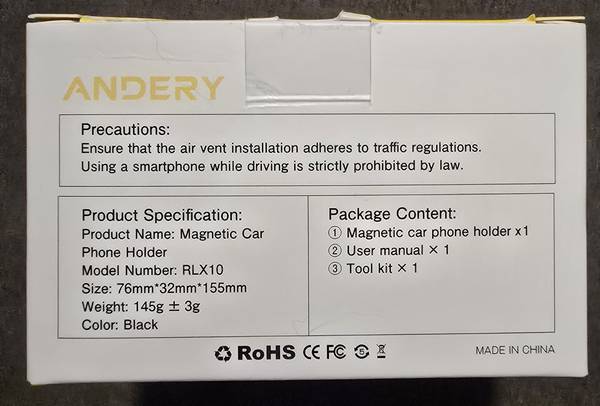 ANDERY
Precautions:
Ensure that the air vent installation adheres to traffic regulations.
Using a smartphone while driving is strictly prohibited by law.
Product Specification:
Product Name: Magnetic Car
Phone Holder
Model Number: RLX10
Size: 76mm*32mm*155mm
Weight: 145g ± 3g
Color: Black
Package Content:
① Magnetic car phone holder x1
② User manual × 1
③ Tool kit × 1
RoHS CE FC
MADE IN CHINA